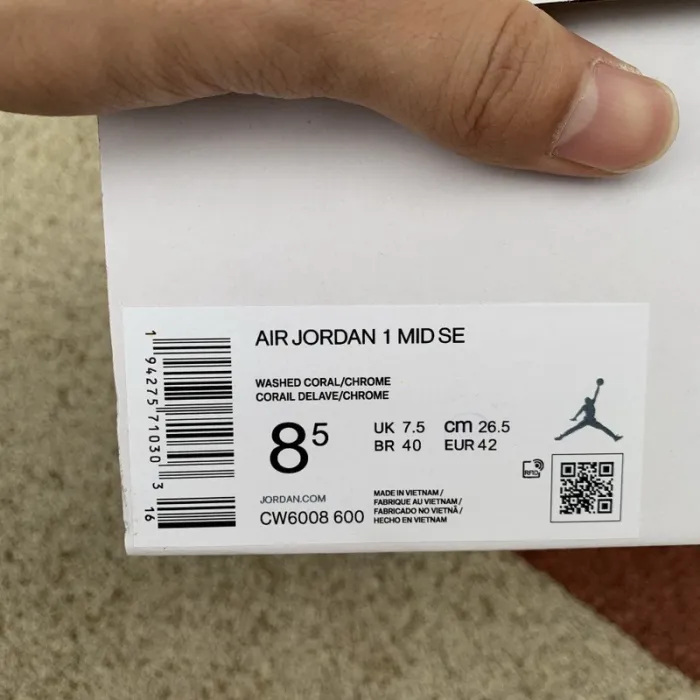 AIR JORDAN 1 MID SE
WASHED CORAL/CHROME
CORAIL DELAVE/CHROME
8 5
UK 7.5 cm 26.5
BR 40 EUR 42
JORDAN.COM
CW6008 600
MADE IN VIETNAM /
FABRIQUE AU VIETNAM /
FABRICADO NO VIETNÃ /
HECHO EN VIETNAM
RFID
1 94275 71030 3
16